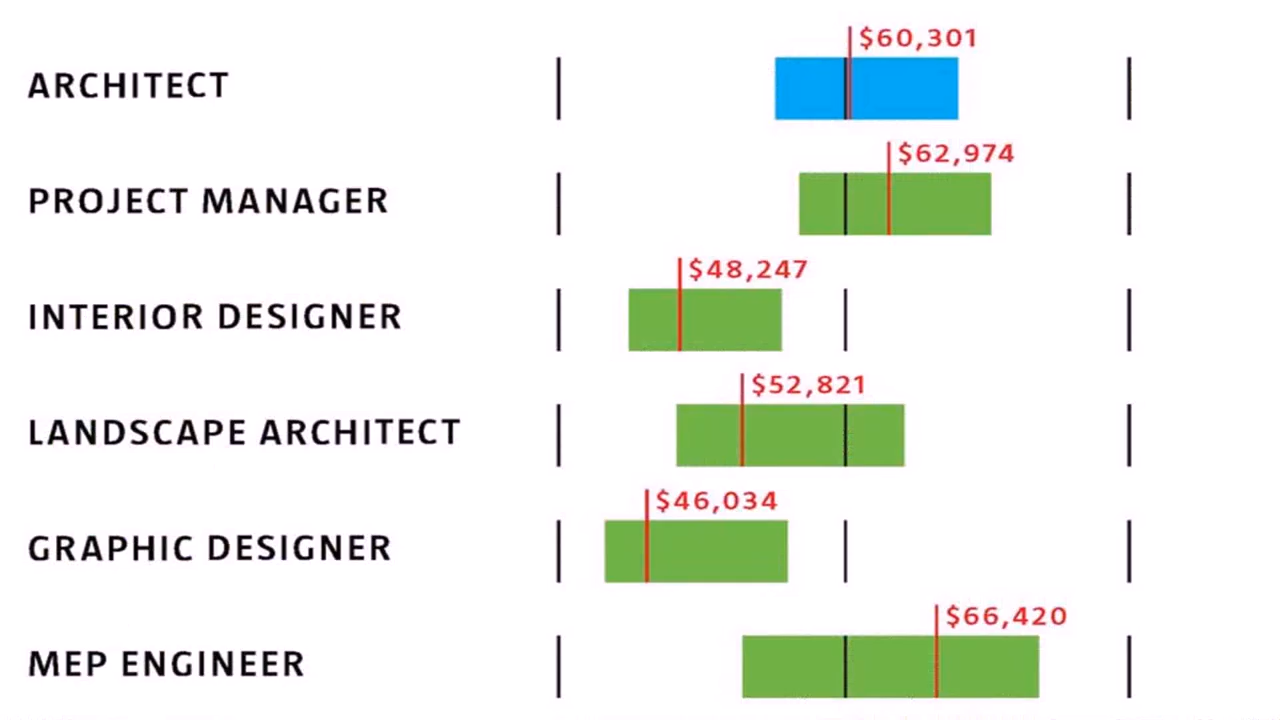 $60,301
ARCHITECT
$62,974
PROJECT MANAGER
$48,247
INTERIOR DESIGNER
$52,821
LANDSCAPE ARCHITECT
$46,034
GRAPHIC DESIGNER
$66,420
MEP ENGINEER